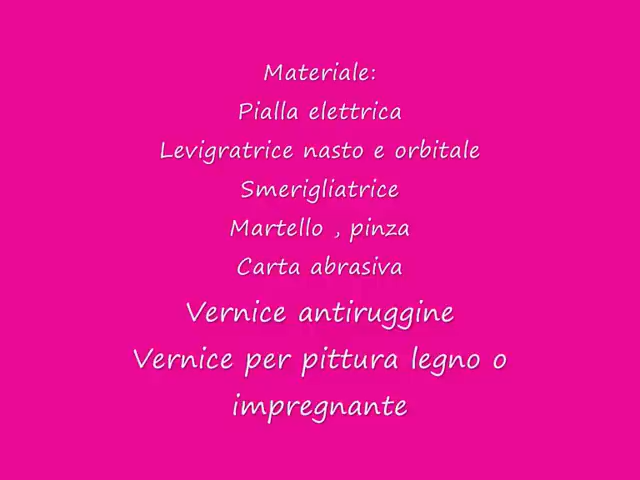 Materiale:
Pialla elettrica
Levigratrice nasto e orbitale
Smerigliatrice
Martello , pinza
Carta abrasiva
Vernice antiruggine
Vernice per pittura legno o
impregnante